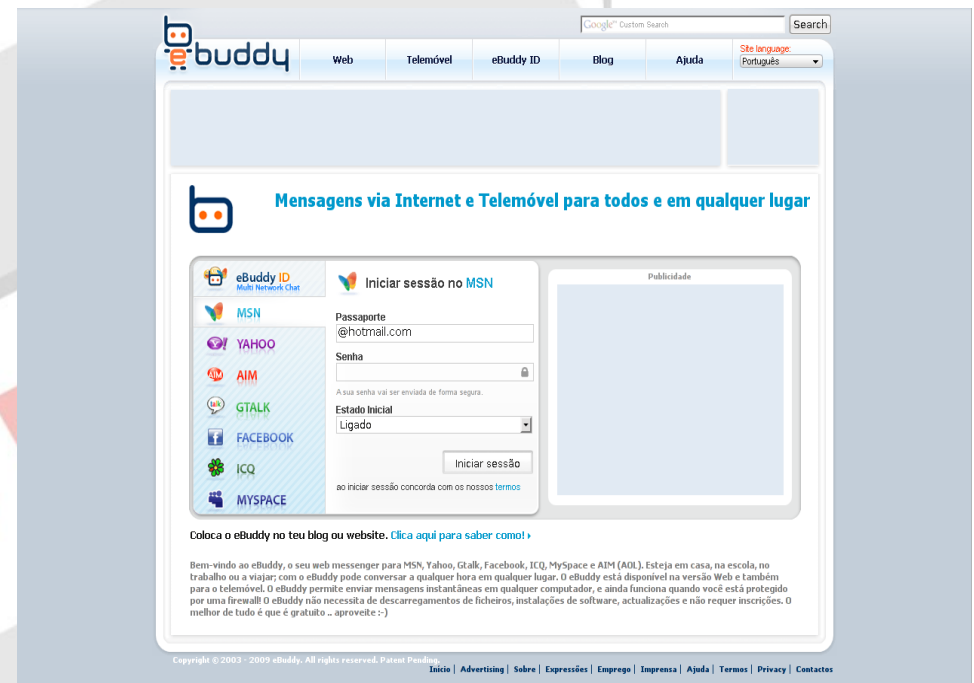 Google™ Custom Search
Search
ebuddy
Web
Telemóvel
eBuddy ID
Blog
Ajuda
Site language:
Português
Mensagens via Internet e Telemóvel para todos e em qualquer lugar
eBuddy ID
Multi Network Chat
MSN
YAHOO
AIM
GTALK
FACEBOOK
ICQ
MYSPACE
Iniciar sessão no MSN
Passaporte
@hotmail.com
Senha
A sua senha vai ser enviada de forma segura.
Estado Inicial
Ligado
Iniciar sessão
ao iniciar sessão concorda com os nossos termos
Publicidade
Coloca o eBuddy no teu blog ou website. Clica aqui para saber como!
Bem-vindo ao eBuddy, o seu web messenger para MSN, Yahoo, Gtalk, Facebook, ICQ, MySpace e AIM (AOL). Esteja em casa, na escola, no
trabalho ou a viajar; com o eBuddy pode conversar a qualquer hora em qualquer lugar. O eBuddy está disponível na versão Web e também
para o telemóvel. O eBuddy permite enviar mensagens instantâneas em qualquer computador, e ainda funciona quando você está protegido
por uma firewall! O eBuddy não necessita de descarregamentos de ficheiros, instalações de software, actualizações e não requer inscrições. O
melhor de tudo é que é gratuito .. aproveite :-)
Copyright © 2003 - 2009 eBuddy. All rights reserved. Patent Pending.
Início | Advertising | Sobre | Expressões | Emprego | Imprensa | Ajuda | Termos | Privacy | Contactos